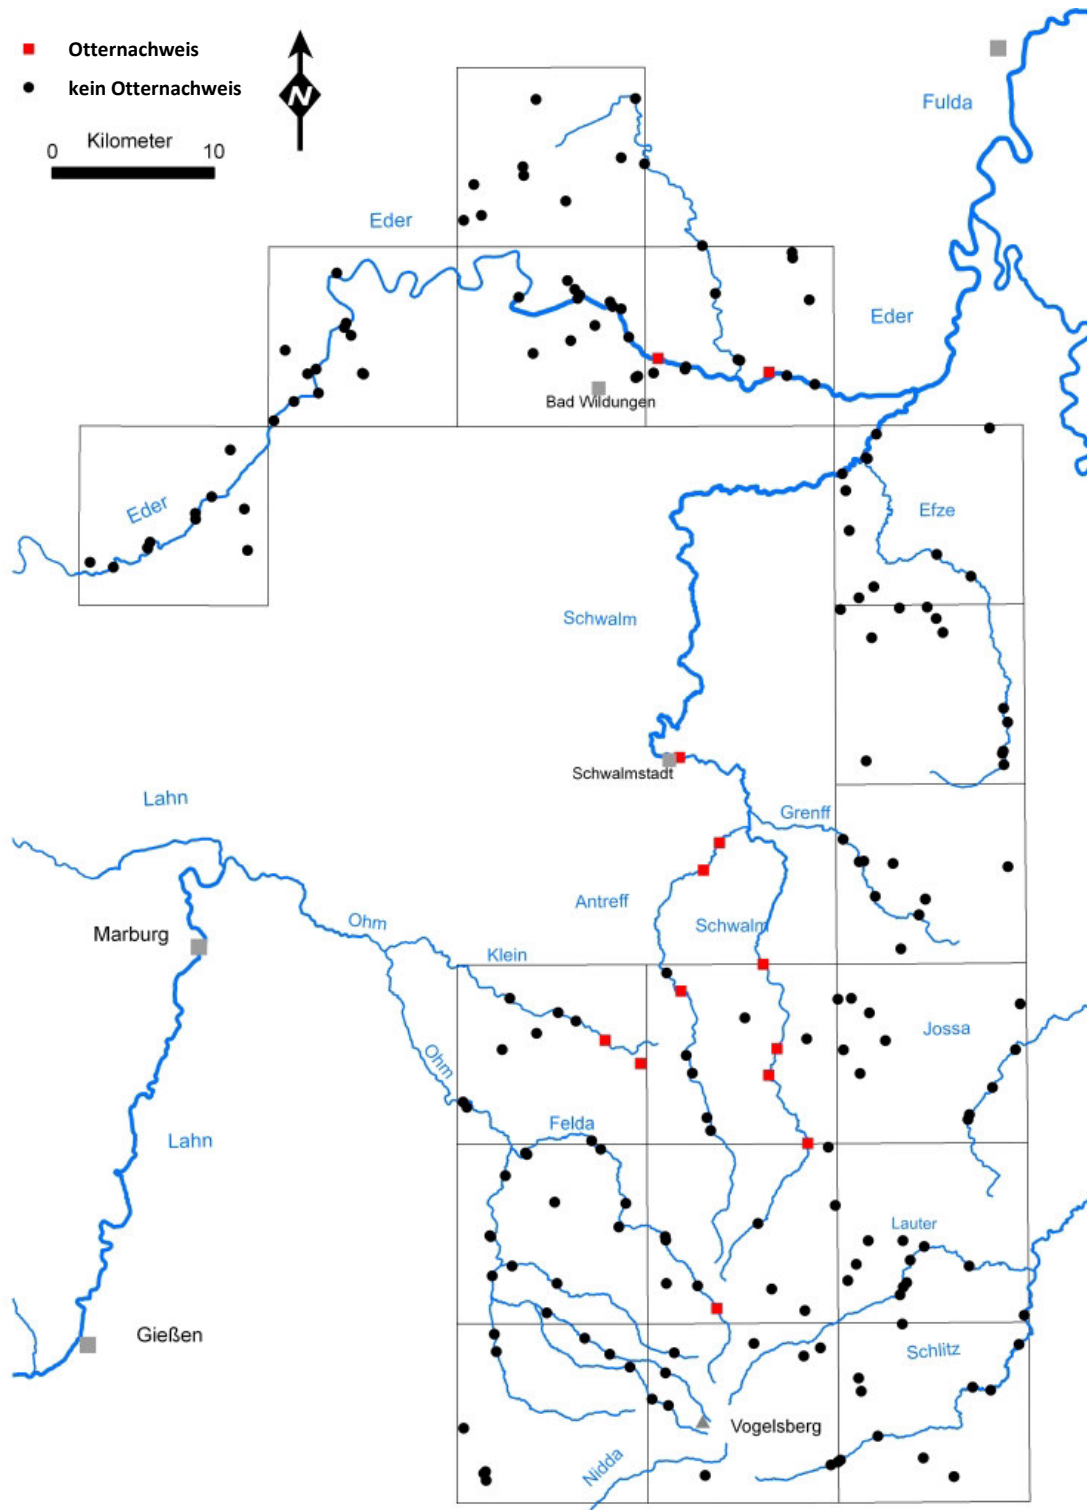 Otternachweis
kein Otternachweis
N
Kilometer
0 10
Fulda
Eder
Eder
Bad Wildungen
Eder
Efze
Schwalm
Schwalmstadt
Lahn
Grenff
Antreff
Schwalm
Marburg
Ohm
Klein
Jossa
Ohm
Felda
Lahn
Lauter
Gießen
Schlitz
Vogelsberg
Nidda